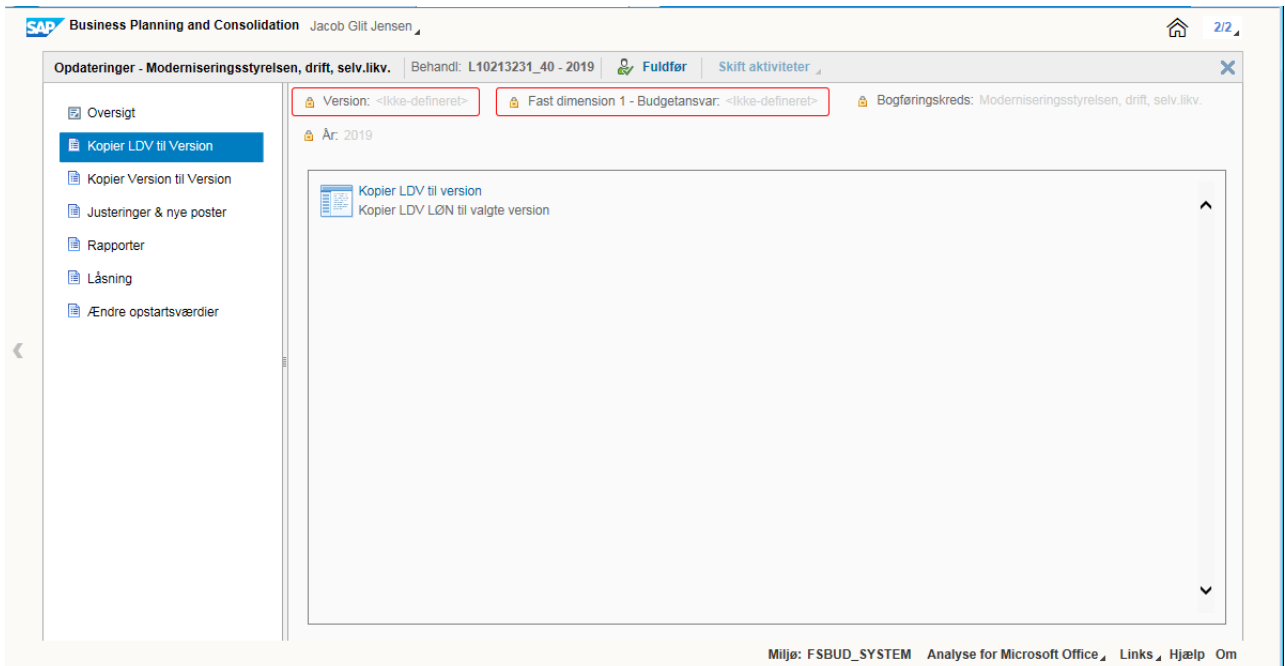 SAP Business Planning and Consolidation Jacob Glit Jensen 2/2
Opdateringer - Moderniseringsstyrelsen, drift, selv.likv. Behandl: L10213231_40 - 2019 Fuldfør Skift aktiviteter
Oversigt
Kopier LDV til Version
Kopier Version til Version
Justeringer & nye poster
Rapporter
Låsning
Ændre opstartsværdier
Version: <Ikke-defineret> Fast dimension 1 - Budgetansvar: <Ikke-defineret> Bogføringskreds: Moderniseringsstyrelsen, drift, selv.likv.
År: 2019
Kopier LDV til version
Kopier LDV LØN til valgte version
Miljø: FSBUD_SYSTEM Analyse for Microsoft Office Links Hjælp Om